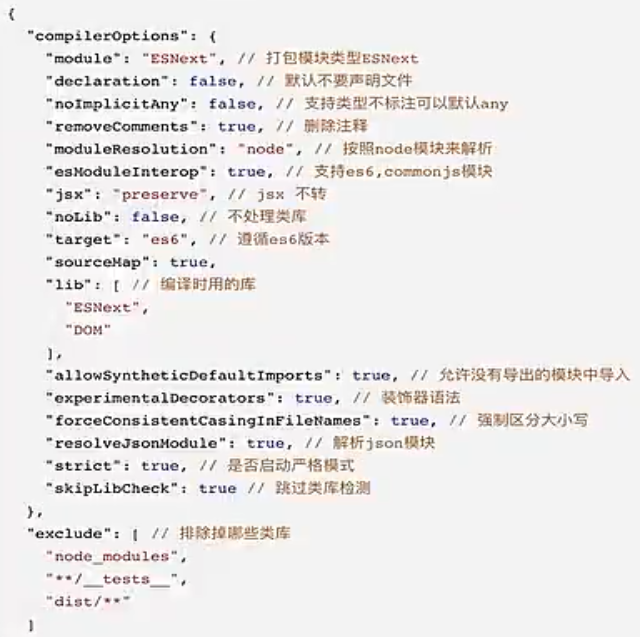 {
"compilerOptions": {
"module": "ESNext", // 打包模块类型ESNext
"declaration": false, // 默认不要声明文件
"noImplicitAny": false, // 支持类型不标注可以默认any
"removeComments": true, // 删除注释
"moduleResolution": "node", // 按照node模块来解析
"esModuleInterop": true, // 支持es6,commonjs模块
"jsx": "preserve", // jsx 不转
"noLib": false, // 不处理类库
"target": "es6", // 遵循es6版本
"sourceMap": true,
"lib": [ // 编译时用的库
"ESNext",
"DOM"
],
"allowSyntheticDefaultImports": true, // 允许没有导出的模块中导入
"experimentalDecorators": true, // 装饰器语法
"forceConsistentCasingInFileNames": true, // 强制区分大小写
"resolveJsonModule": true, // 解析json模块
"strict": true, // 是否启动严格模式
"skipLibCheck": true // 跳过类库检测
},
"exclude": [ // 排除掉哪些类库
"node_modules",
"**/__tests__",
"dist/**"
]